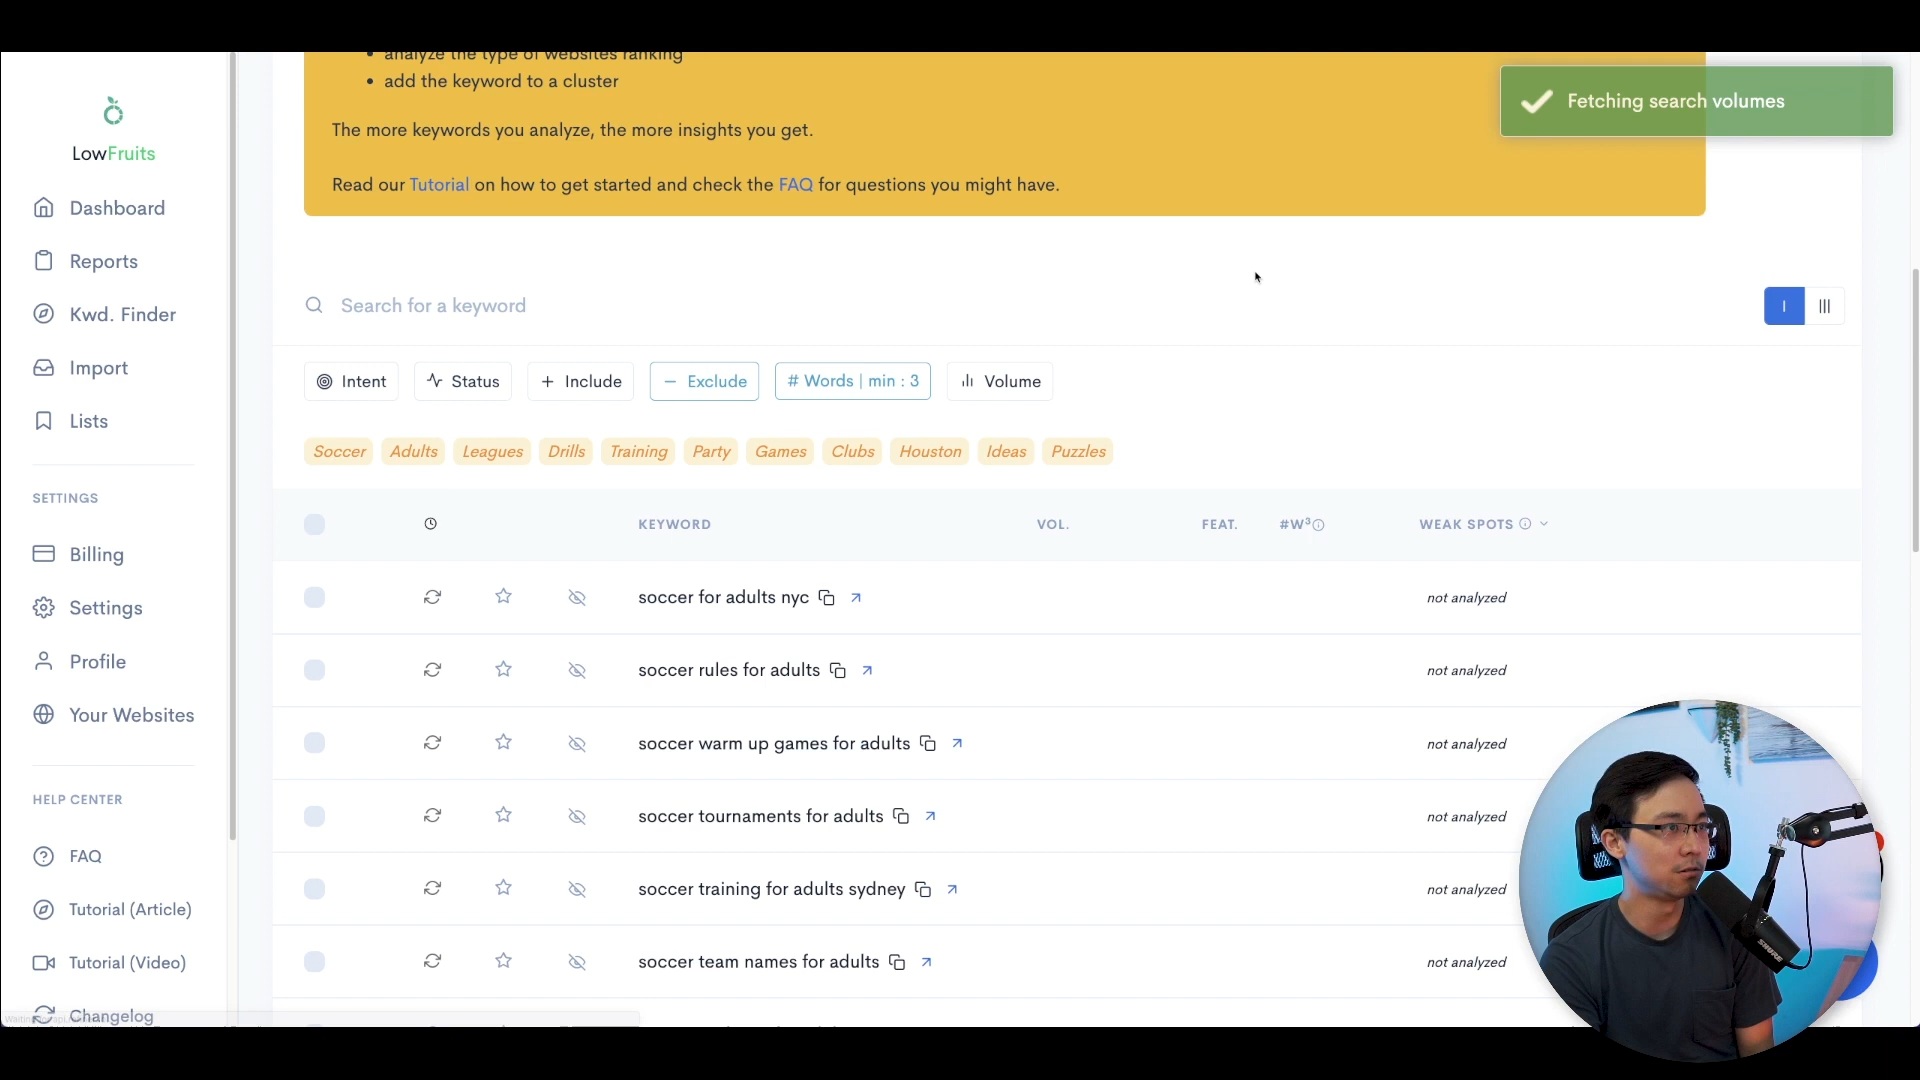 analyze the type of websites ranking
add the keyword to a cluster
Fetching search volumes
The more keywords you analyze, the more insights you get.
Read our Tutorial on how to get started and check the FAQ for questions you might have.
LowFruits
Dashboard
Reports
Kwd. Finder
Import
Lists
SETTINGS
Billing
Settings
Profile
Your Websites
HELP CENTER
FAQ
Tutorial (Article)
Tutorial (Video)
Changelog
Search for a keyword
Intent
Status
+ Include
− Exclude
# Words | min : 3
Volume
Soccer Adults Leagues Drills Training Party Games Clubs Houston Ideas Puzzles
KEYWORD VOL. FEAT. #W³ WEAK SPOTS
soccer for adults nyc not analyzed
soccer rules for adults not analyzed
soccer warm up games for adults not analyzed
soccer tournaments for adults not analyzed
soccer training for adults sydney not analyzed
soccer team names for adults not analyzed
SHURE